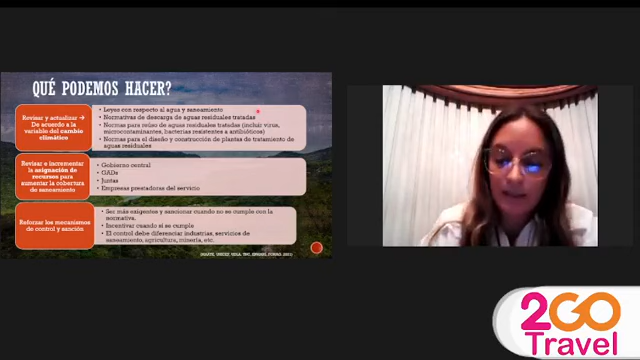 QUÉ PODEMOS HACER?
Revisar y actualizar →
De acuerdo a la
variable del cambio
climático
• Leyes con respecto al agua y saneamiento
• Normativas de descarga de aguas residuales tratadas
• Normas para reúso de aguas residuales tratadas (incluir virus,
microcontaminantes, bacterias resistentes a antibióticos)
• Normas para el diseño y construcción de plantas de tratamiento de
aguas residuales
Revisar e incrementar
la asignación de
recursos para
aumentar la cobertura
de saneamiento
• Gobierno central
• GADs
• Juntas
• Empresas prestadoras del servicio
Reforzar los mecanismos
de control y sanción
• Ser más exigentes y sancionar cuando no se cumple con la
normativa.
• Incentivar cuando sí se cumple
• El control debe diferenciar industrias, servicios de
saneamiento, agricultura, minería, etc.
2GO
Travel